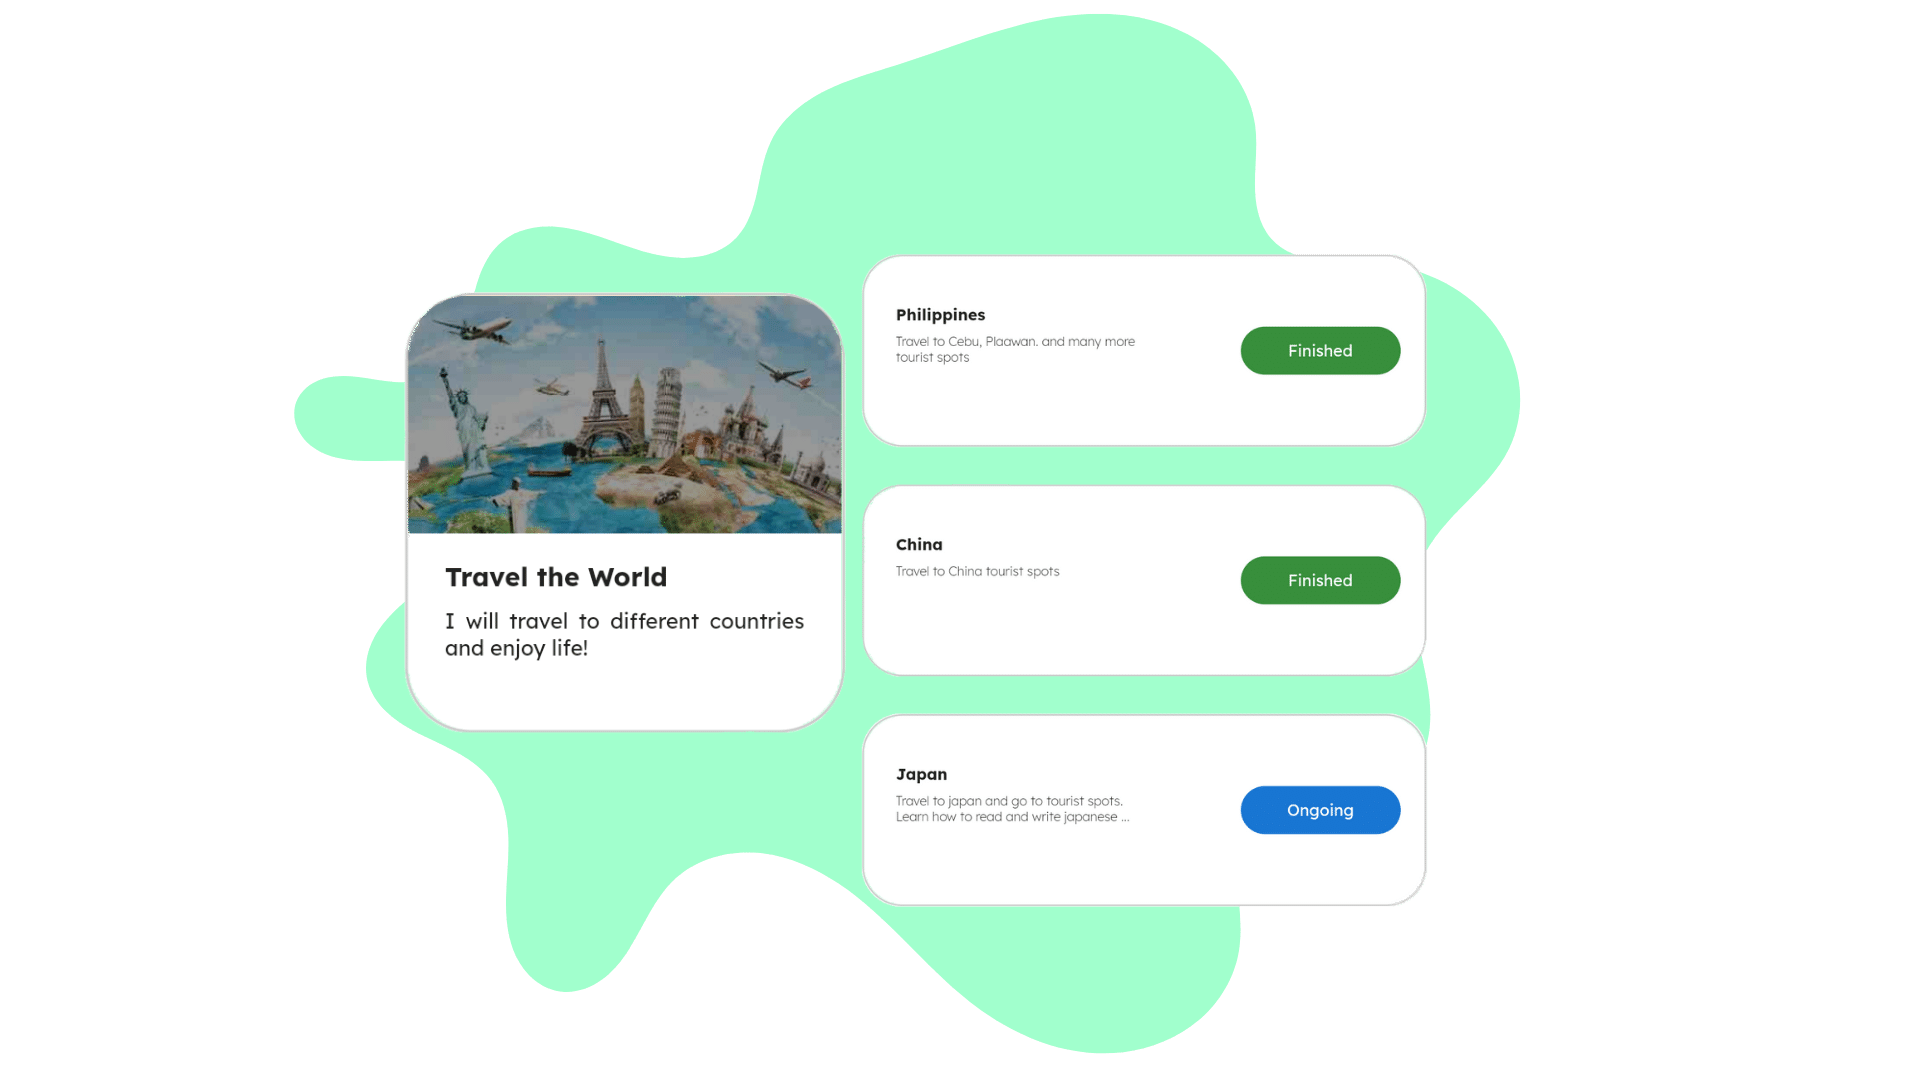 Travel the World
I will travel to different countries
and enjoy life!
Philippines
Travel to Cebu, Plaawan. and many more
tourist spots
Finished
China
Travel to China tourist spots
Finished
Japan
Travel to japan and go to tourist spots.
Learn how to read and write japanese ...
Ongoing